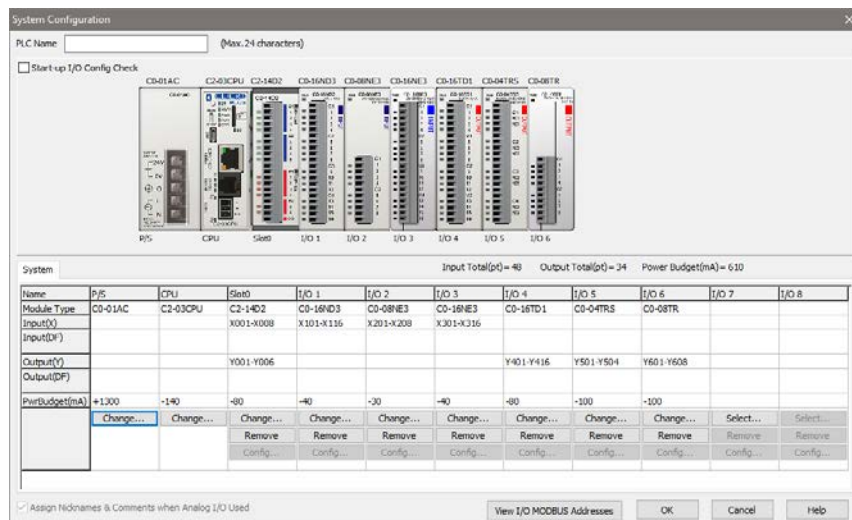 System Configuration
PLC Name (Max. 24 characters)
Start-up I/O Config Check
C0-01AC C2-03CPU C2-14D2 C0-16ND3 C0-08NE3 C0-16NE3 C0-16TD1 C0-04TRS C0-08TR
P/S CPU Slot0 I/O 1 I/O 2 I/O 3 I/O 4 I/O 5 I/O 6
System Input Total(pt)= 48 Output Total(pt)= 34 Power Budget(mA)= 610
Name P/S CPU Slot0 I/O 1 I/O 2 I/O 3 I/O 4 I/O 5 I/O 6 I/O 7 I/O 8
Module Type C0-01AC C2-03CPU C2-14D2 C0-16ND3 C0-08NE3 C0-16NE3 C0-16TD1 C0-04TRS C0-08TR
Input(X) X001-X008 X101-X116 X201-X208 X301-X316
Input(DF)
Output(Y) Y001-Y006 Y401-Y416 Y501-Y504 Y601-Y608
Output(DF)
PwrBudget(mA) +1300 -140 -80 -40 -30 -40 -80 -100 -100
Change... Change... Change... Change... Change... Change... Change... Change... Change... Select... Select...
Remove Remove Remove Remove Remove Remove Remove Remove Remove
Config... Config... Config... Config... Config... Config... Config... Config... Config...
Assign Nicknames & Comments when Analog I/O Used View I/O MODBUS Addresses OK Cancel Help